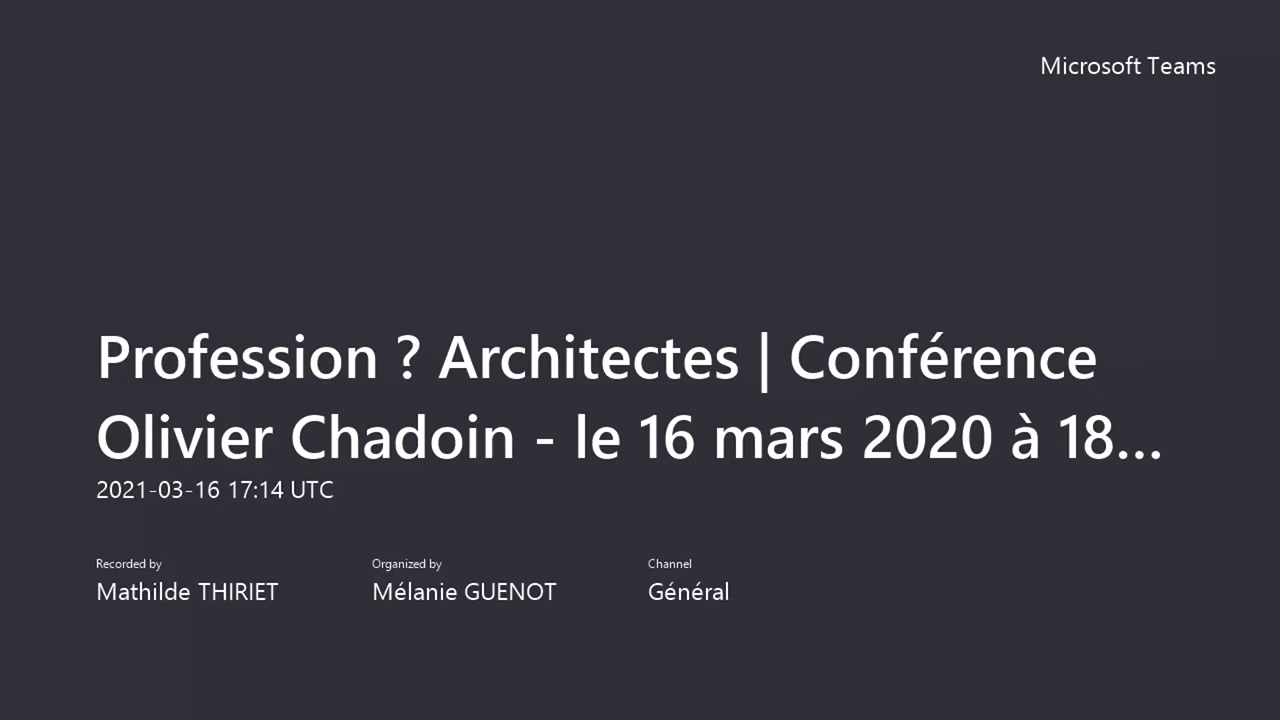 Microsoft Teams
Profession ? Architectes | Conférence
Olivier Chadoin - le 16 mars 2020 à 18...
2021-03-16 17:14 UTC
Recorded by
Mathilde THIRIET
Organized by
Mélanie GUENOT
Channel
Général